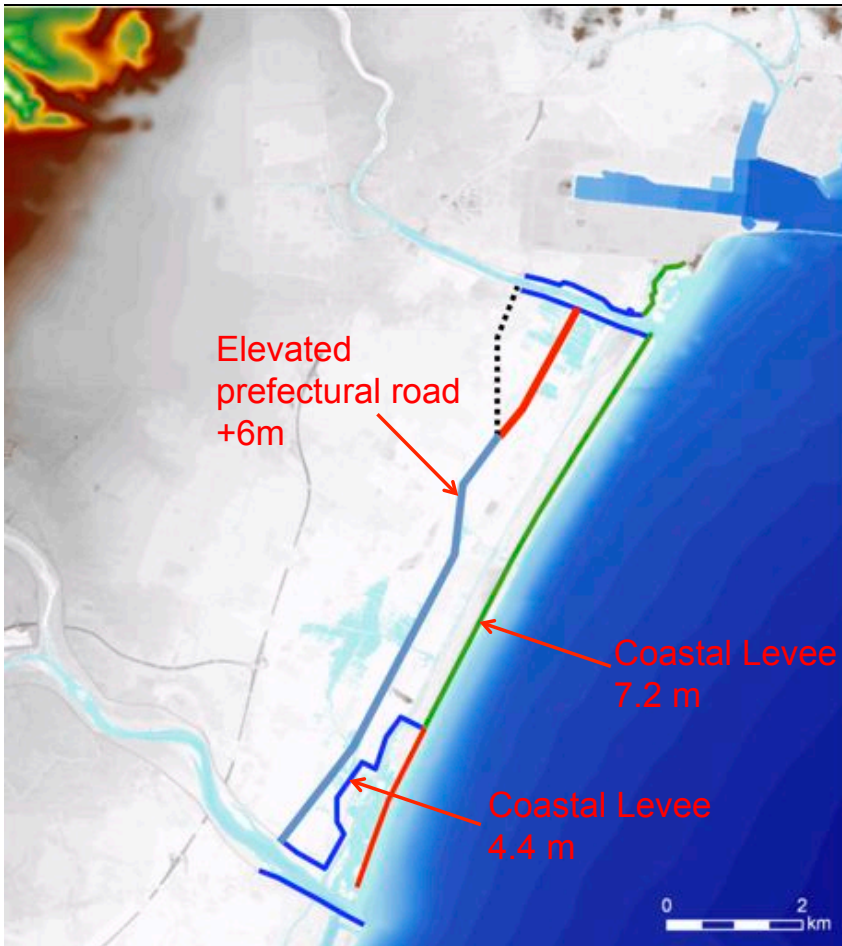 Elevated
prefectural road
+6m
Coastal Levee
7.2 m
Coastal Levee
4.4 m
0 2
km